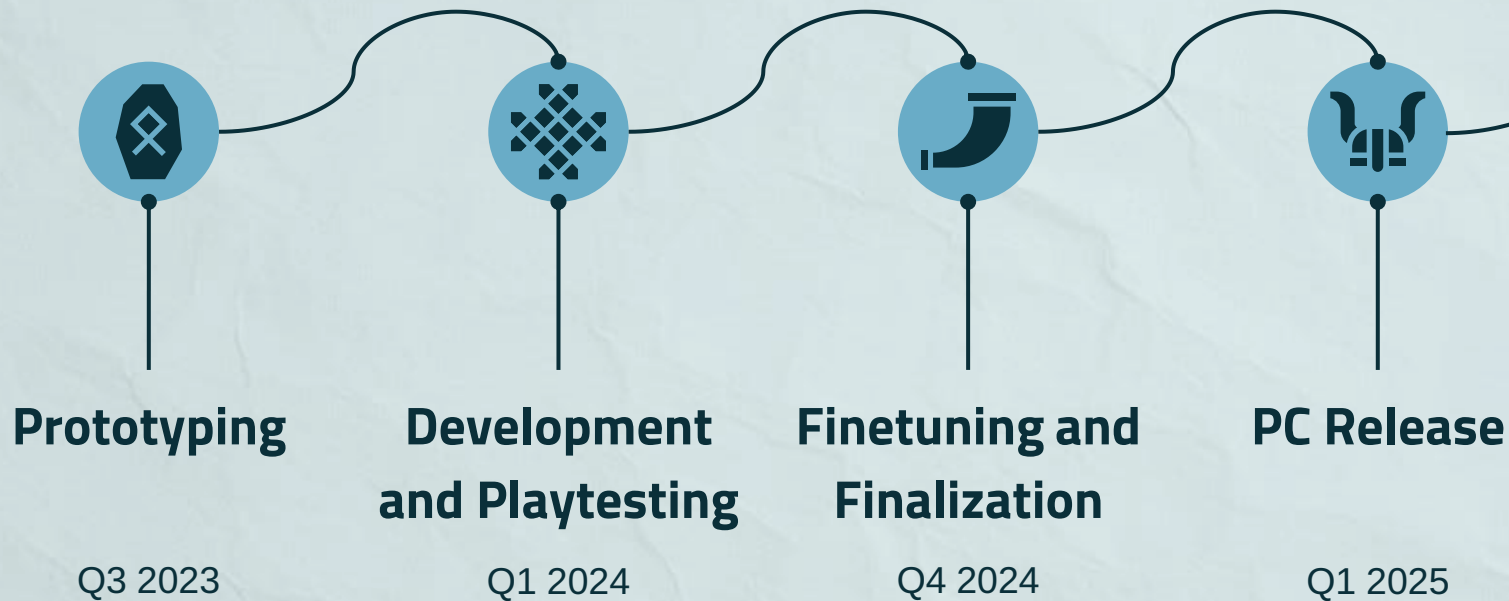 Prototyping
Q3 2023
Development
and Playtesting
Q1 2024
Finetuning and
Finalization
Q4 2024
PC Release
Q1 2025